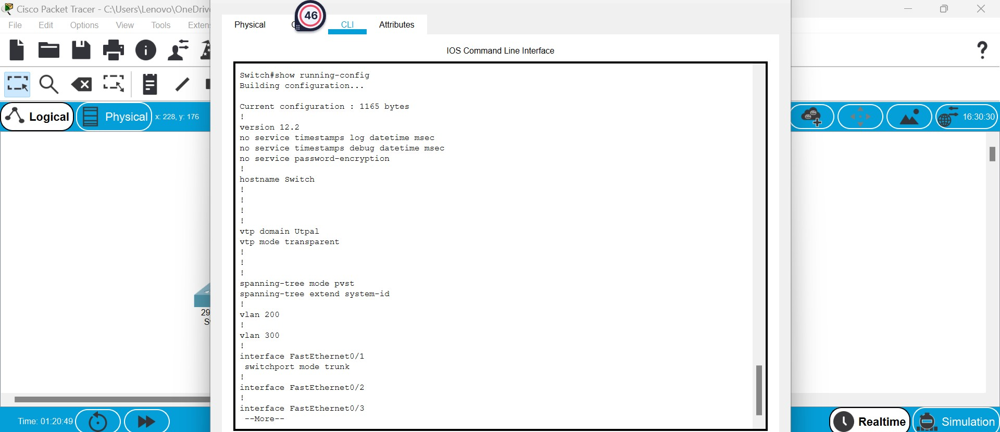 Cisco Packet Tracer - C:\Users\Lenovo\OneDriv
File Edit Options View Tools Exten
Physical CLI Attributes
46
IOS Command Line Interface
Logical
Physical
x: 228, y: 176
16:30:30
Switch#show running-config
Building configuration...
Current configuration : 1165 bytes
!
version 12.2
no service timestamps log datetime msec
no service timestamps debug datetime msec
no service password-encryption
!
hostname Switch
!
!
!
!
vtp domain Utpal
vtp mode transparent
!
!
!
spanning-tree mode pvst
spanning-tree extend system-id
!
vlan 200
!
vlan 300
!
interface FastEthernet0/1
switchport mode trunk
!
interface FastEthernet0/2
!
interface FastEthernet0/3
--More--
29
S
Time: 01:20:49
Realtime
Simulation